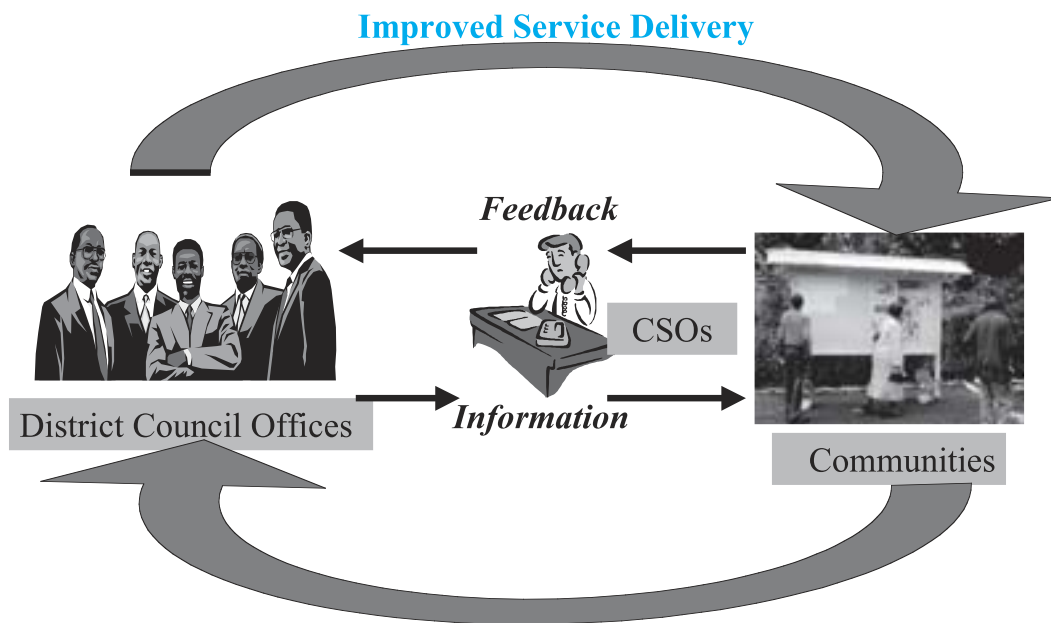 Improved Service Delivery
Feedback
CSOs
Information
District Council Offices
Communities